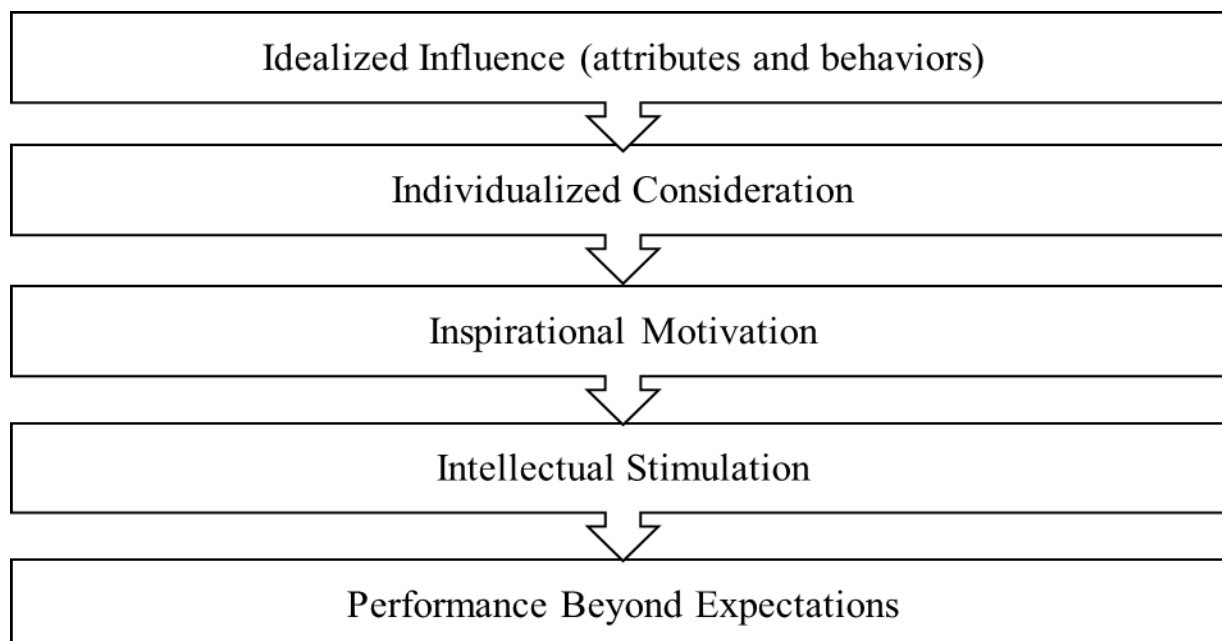 Idealized Influence (attributes and behaviors)
Individualized Consideration
Inspirational Motivation
Intellectual Stimulation
Performance Beyond Expectations